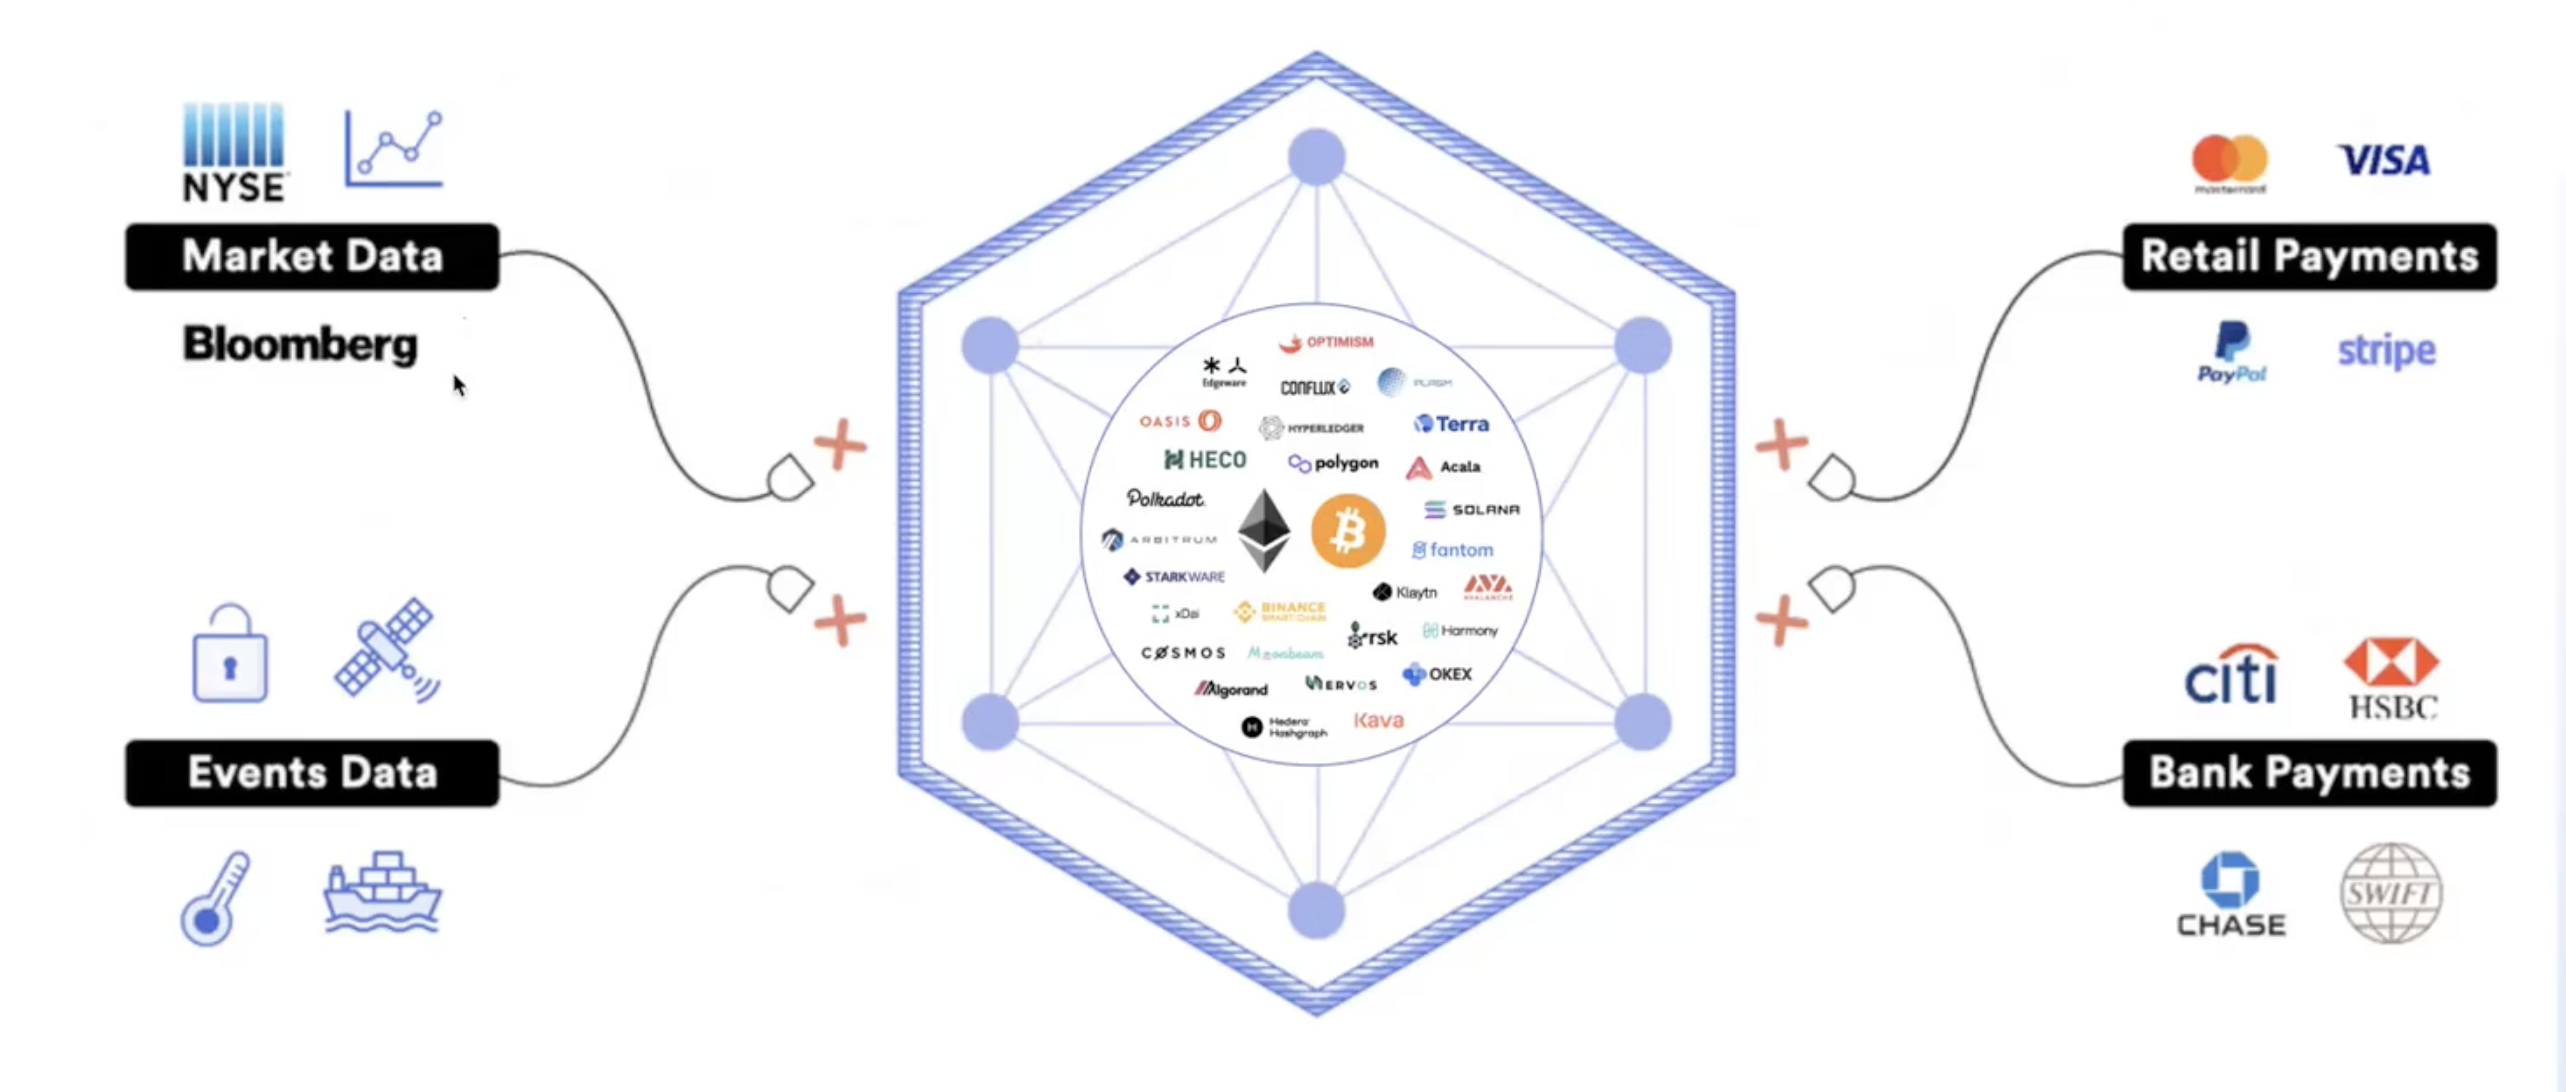 NYSE
Market Data
Bloomberg
Events Data
OPTIMISM
Edgeware
CONFLUX
PLASM
OASIS
HYPERLEDGER
Terra
HECO
polygon
Acala
Polkadot.
SOLANA
ARBITRUM
fantom
STARKWARE
Klaytn
AVALANCHE
xDai
BINANCE
SMART CHAIN
rsk
Harmony
COSMOS
Moonbeam
OKEX
Algorand
NERVOS
Hedera
Hashgraph
Kava
mastercard
VISA
Retail Payments
PayPal
stripe
citi
HSBC
Bank Payments
CHASE
SWIFT